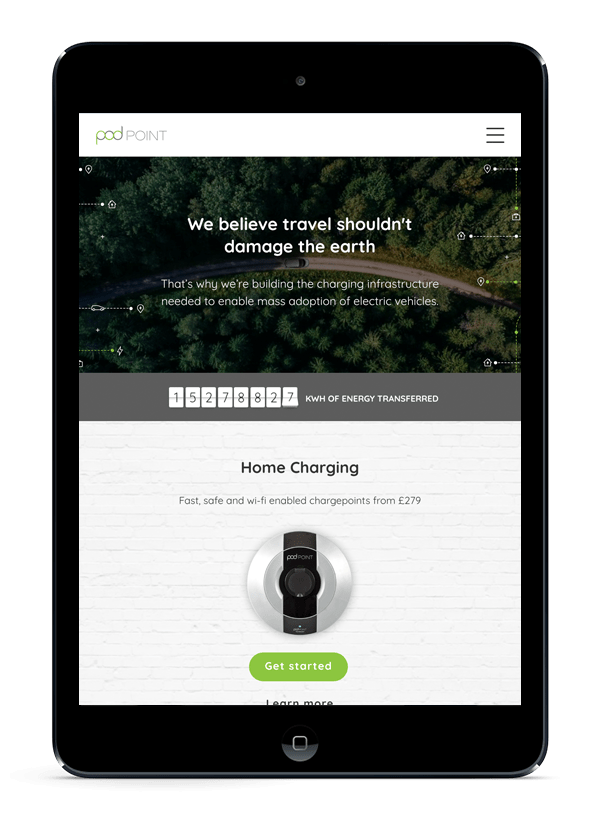 pod POINT
We believe travel shouldn't
damage the earth
That's why we're building the charging infrastructure
needed to enable mass adoption of electric vehicles.
15278827 KWH OF ENERGY TRANSFERRED
Home Charging
Fast, safe and wi-fi enabled chargepoints from £279
pod POINT
Get started
Learn more